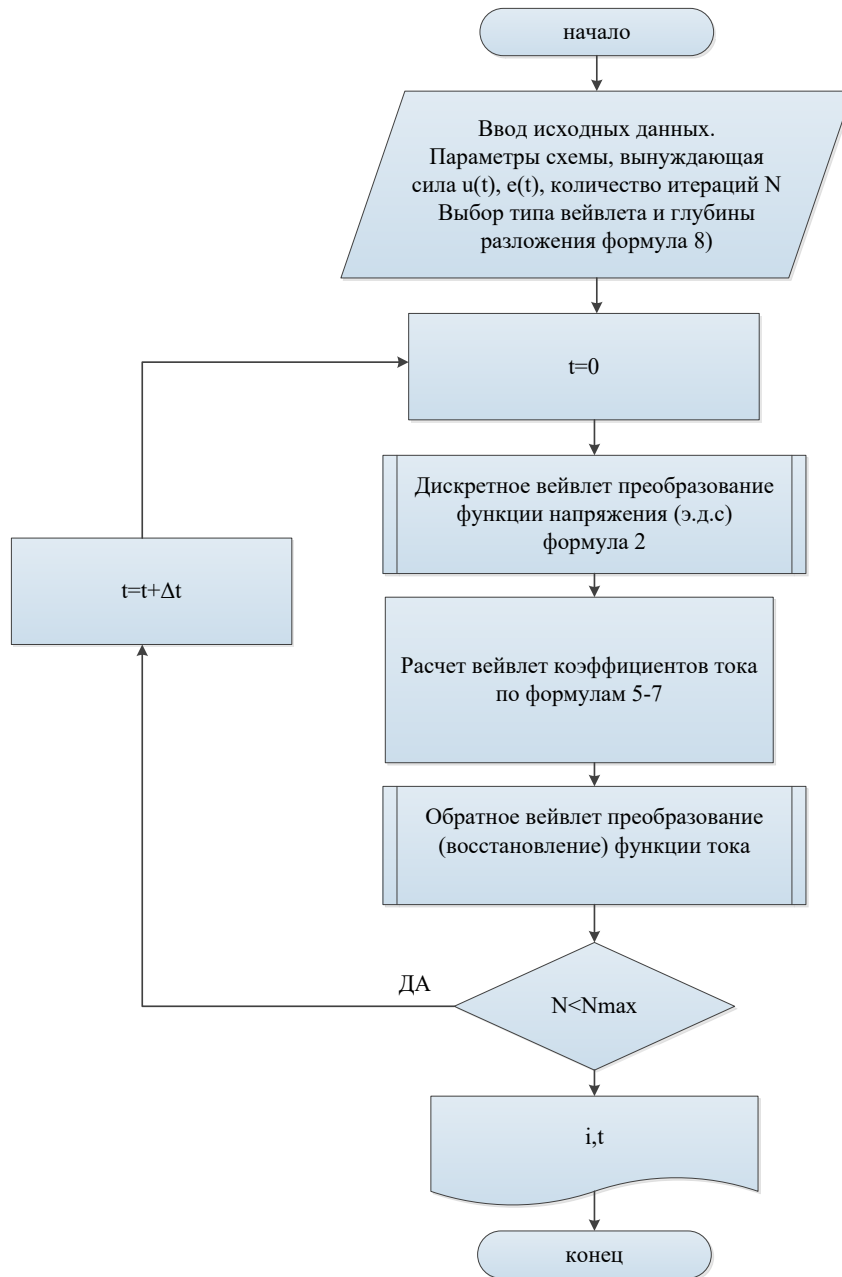 начало
Ввод исходных данных.
Параметры схемы, вынуждающая
сила u(t), e(t), количество итераций N
Выбор типа вейвлета и глубины
разложения формула 8)
t=0
Дискретное вейвлет преобразование
функции напряжения (э.д.с)
формула 2
t=t+Δt
Расчет вейвлет коэффициентов тока
по формулам 5-7
Обратное вейвлет преобразование
(восстановление) функции тока
ДА
N<Nmax
i,t
конец